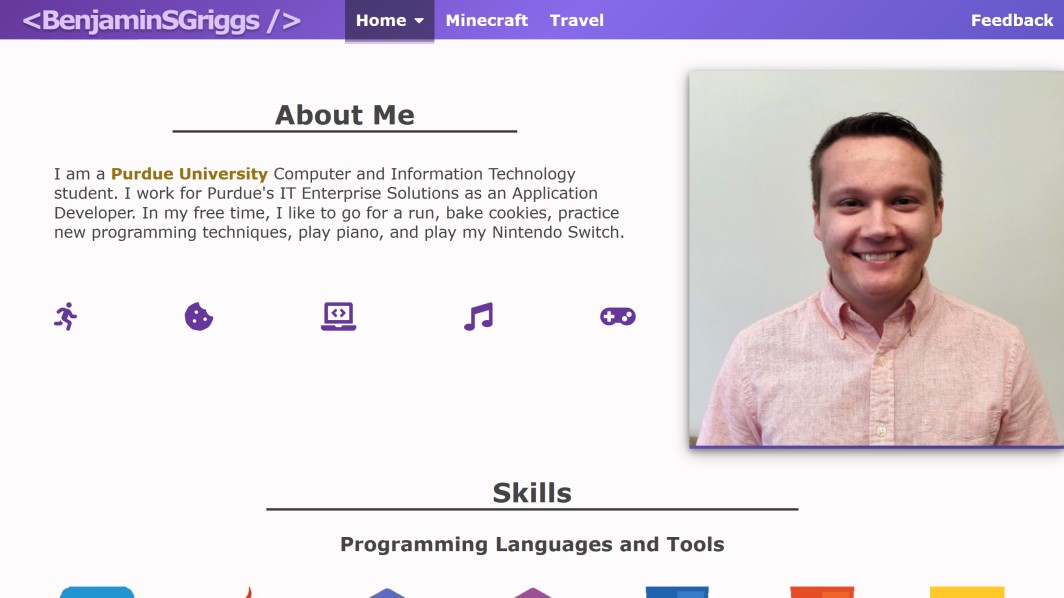 <BenjaminSGriggs />
Home Minecraft Travel Feedback
About Me
I am a Purdue University Computer and Information Technology
student. I work for Purdue's IT Enterprise Solutions as an Application
Developer. In my free time, I like to go for a run, bake cookies, practice
new programming techniques, play piano, and play my Nintendo Switch.
Skills
Programming Languages and Tools